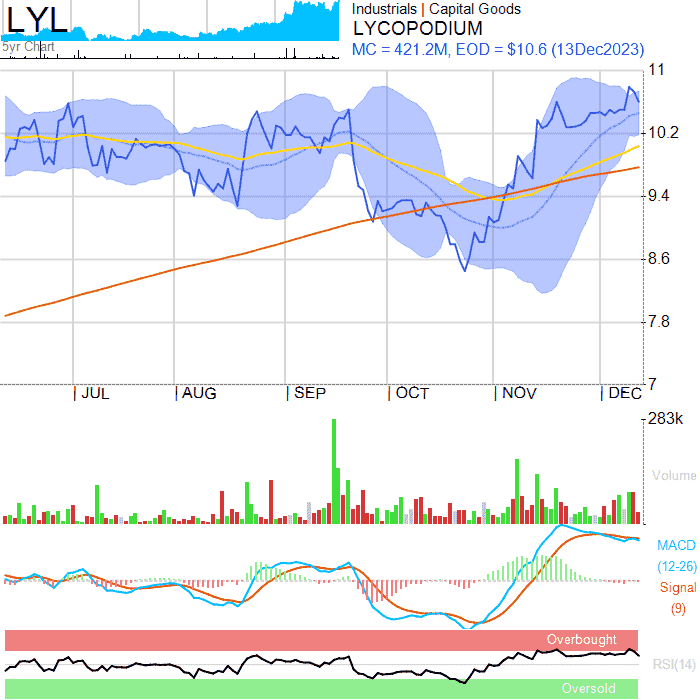 LYL
5yr Chart
Industrials | Capital Goods
LYCOPODIUM
MC = 421.2M, EOD = $10.6 (13Dec2023)
11
10.2
9.4
8.6
7.8
7
| JUL | AUG | SEP | OCT | NOV | DEC
283k
Volume
MACD
(12-26)
Signal
(9)
Overbought
RSI(14)
Oversold